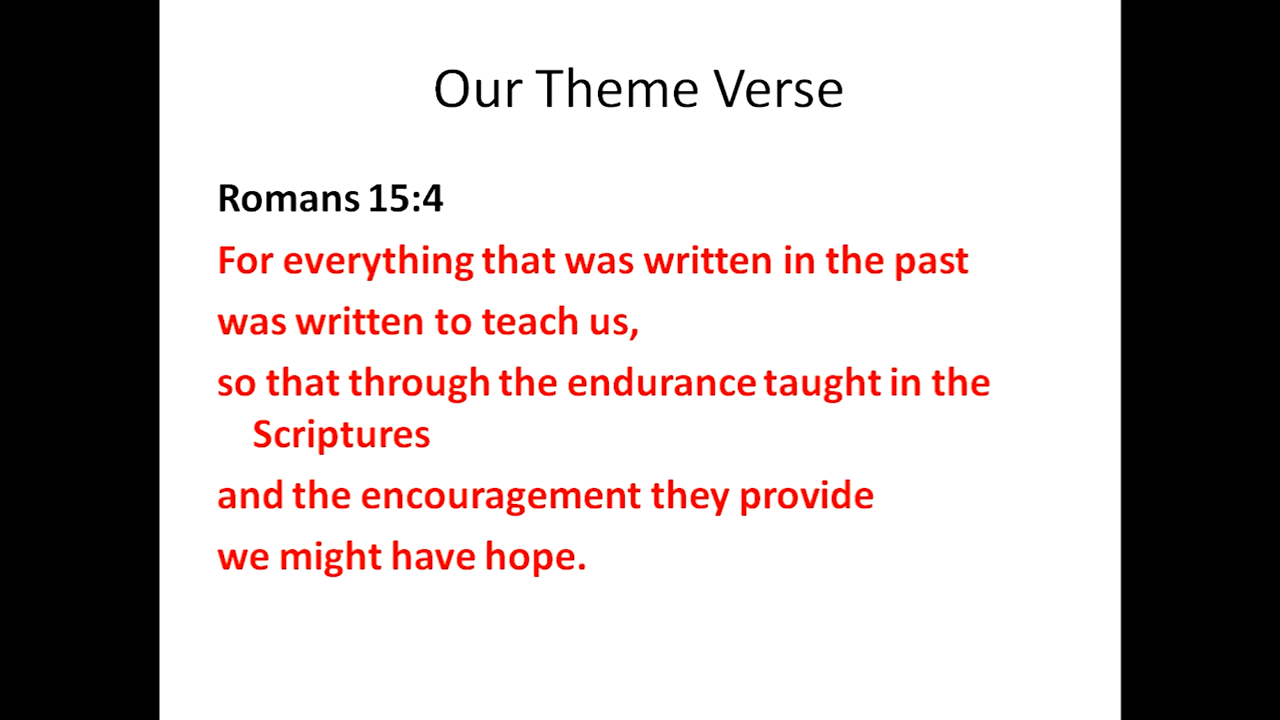 Our Theme Verse
Romans 15:4
For everything that was written in the past
was written to teach us,
so that through the endurance taught in the
Scriptures
and the encouragement they provide
we might have hope.